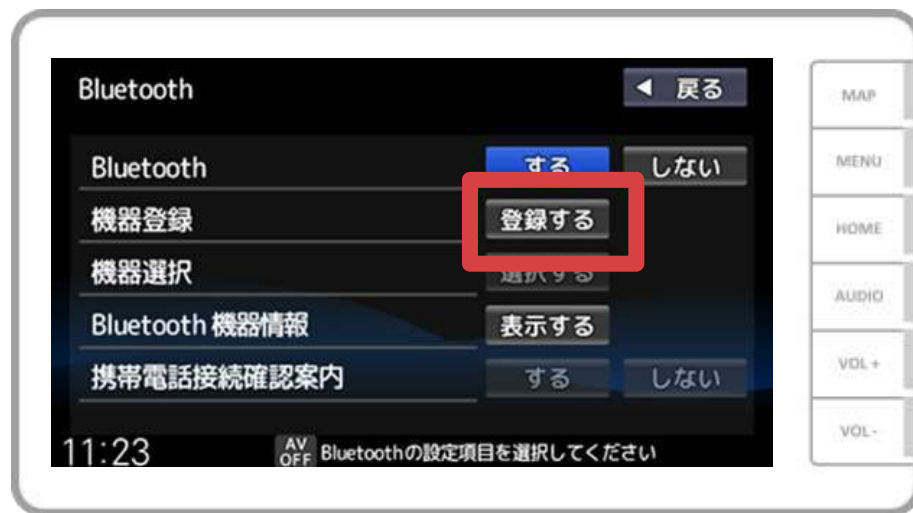 Bluetooth ◀ 戻る
Bluetooth する しない
機器登録 登録する
機器選択 選択する
Bluetooth 機器情報 表示する
携帯電話接続確認案内 する しない
11:23 AV OFF Bluetoothの設定項目を選択してください
MAP
MENU
HOME
AUDIO
VOL+
VOL-